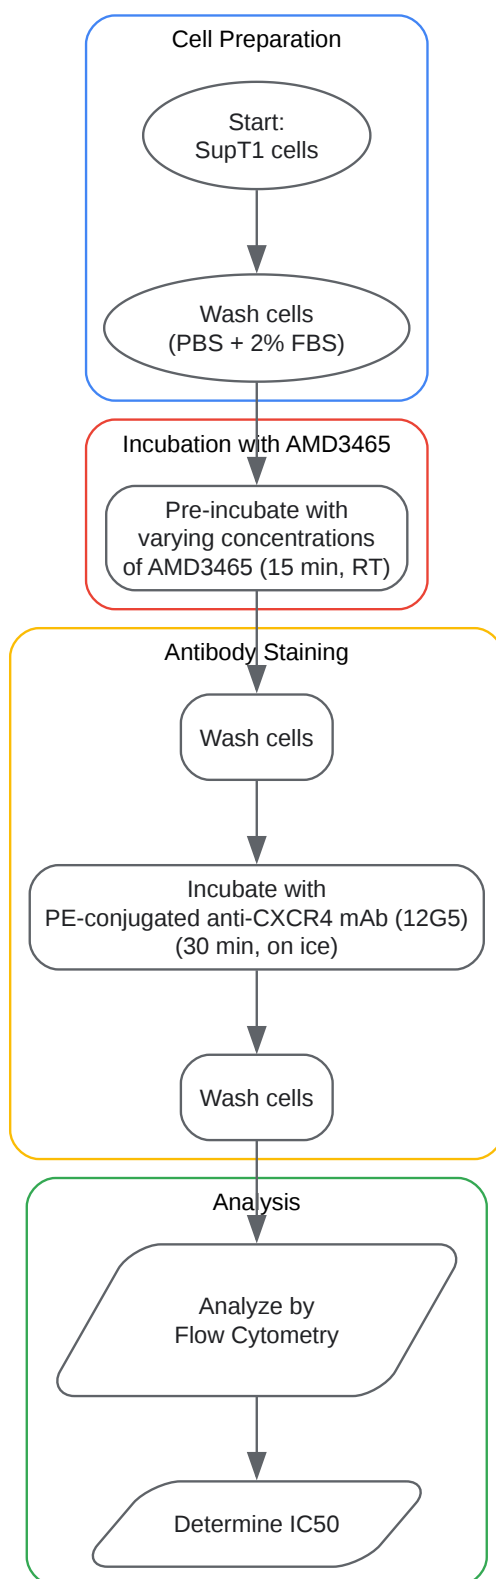 Cell Preparation
Start:
SupT1 cells
Wash cells
(PBS + 2% FBS)
Incubation with AMD3465
Pre-incubate with
varying concentrations
of AMD3465 (15 min, RT)
Antibody Staining
Wash cells
Incubate with
PE-conjugated anti-CXCR4 mAb (12G5)
(30 min, on ice)
Wash cells
Analysis
Analyze by
Flow Cytometry
Determine IC50